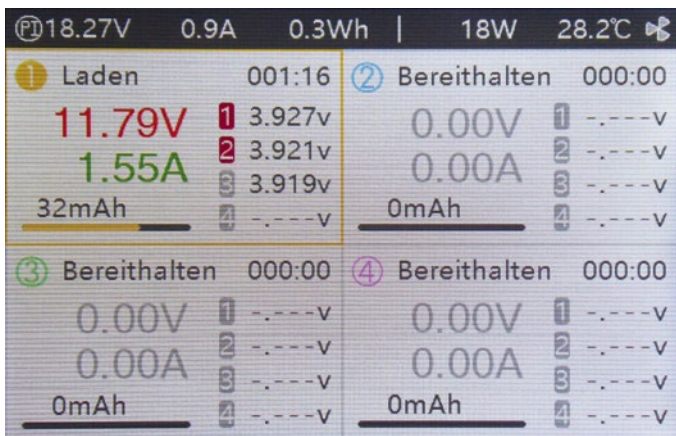 PD 18.27V 0.9A 0.3Wh | 18W 28.2℃
1 Laden 001:16
11.79V
1.55A
32mAh
1 3.927v
2 3.921v
3 3.919v
4 -.---v
2 Bereithalten 000:00
0.00V
0.00A
0mAh
1 -.---v
2 -.---v
3 -.---v
4 -.---v
3 Bereithalten 000:00
0.00V
0.00A
0mAh
1 -.---v
2 -.---v
3 -.---v
4 -.---v
4 Bereithalten 000:00
0.00V
0.00A
0mAh
1 -.---v
2 -.---v
3 -.---v
4 -.---v